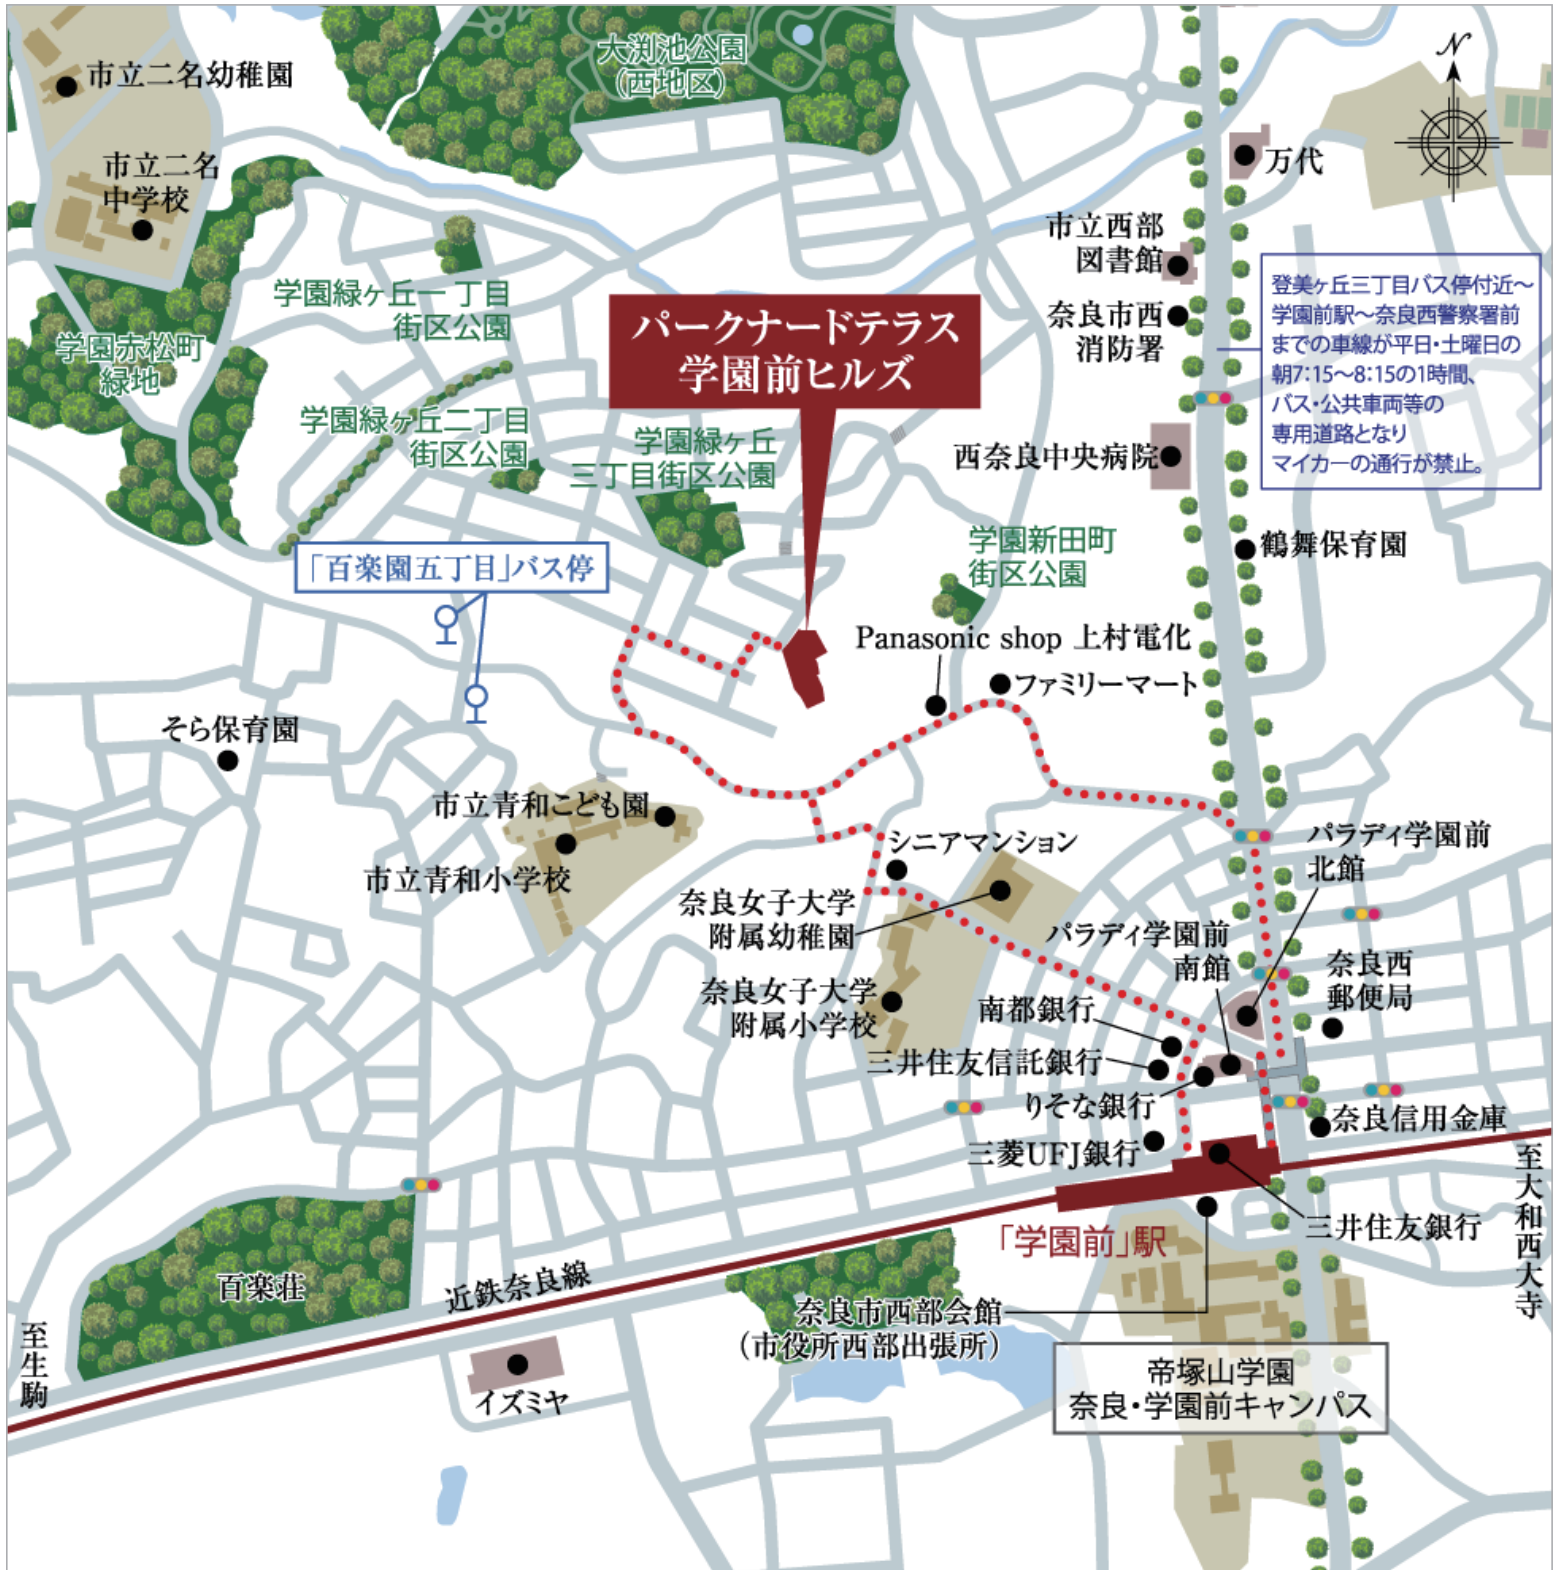 大渕池公園
（西地区）
市立二名幼稚園
N
市立二名
中学校
万代
市立西部
図書館
登美ヶ丘三丁目バス停付近〜
学園前駅〜奈良西警察署前
までの車線が平日・土曜日の
朝7:15〜8:15の1時間、
バス・公共車両等の
専用道路となり
マイカーの通行が禁止。
学園緑ヶ丘一丁目
街区公園
パークナードテラス
学園前ヒルズ
奈良市西
消防署
学園赤松町
緑地
学園緑ヶ丘二丁目
街区公園
学園緑ヶ丘
三丁目街区公園
西奈良中央病院
学園新田町
街区公園
鶴舞保育園
「百楽園五丁目」バス停
Panasonic shop 上村電化
ファミリーマート
そら保育園
市立青和こども園
市立青和小学校
シニアマンション
パラディ学園前
北館
奈良女子大学
附属幼稚園
パラディ学園前
南館
奈良西
郵便局
奈良女子大学
附属小学校
南都銀行
三井住友信託銀行
りそな銀行
奈良信用金庫
三菱UFJ銀行
至大和西大寺
「学園前」駅
三井住友銀行
百楽荘
近鉄奈良線
奈良市西部会館
（市役所西部出張所）
至生駒
イズミヤ
帝塚山学園
奈良・学園前キャンパス